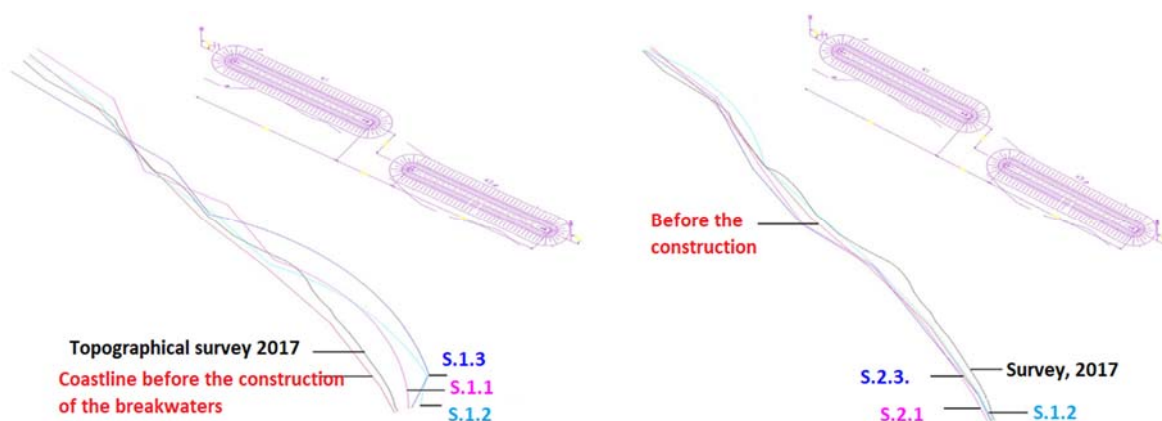 Topographical survey 2017
Coastline before the construction
of the breakwaters
S.1.3
S.1.1
S.1.2
Before the
construction
S.2.3.
S.2.1
Survey, 2017
S.1.2